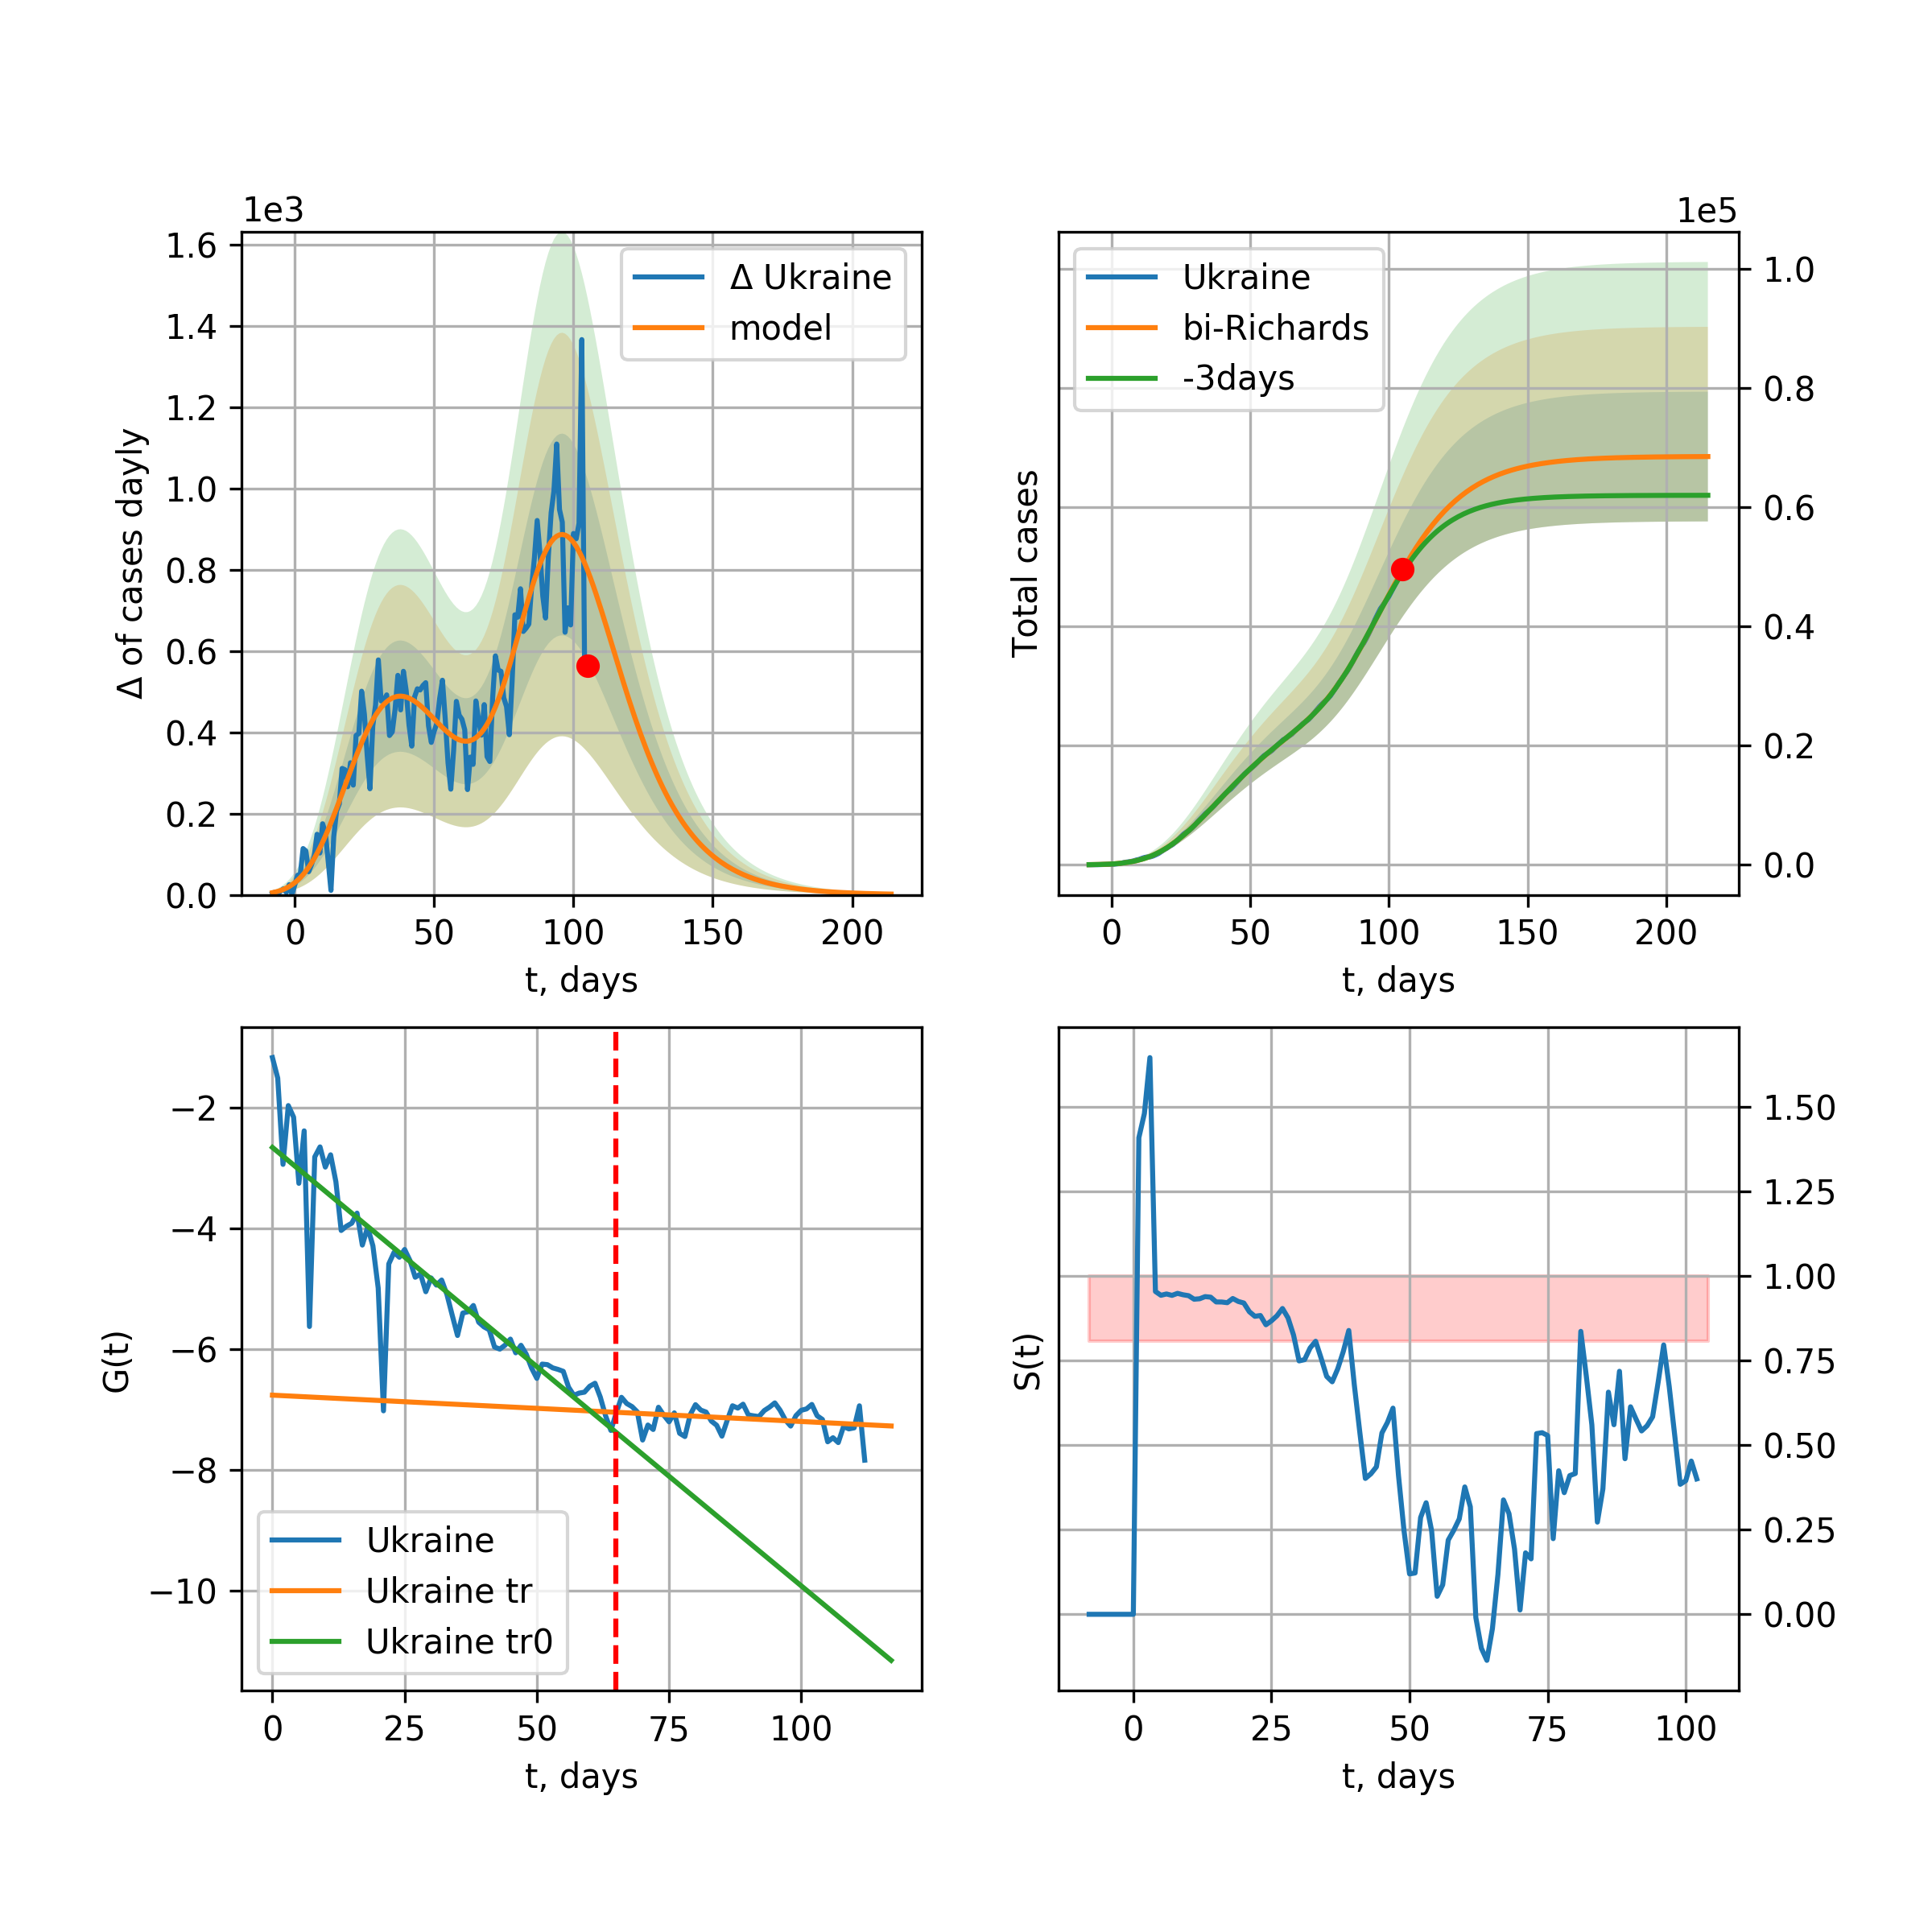 1e3
1.6
1.4
1.2
1.0
0.8
0.6
0.4
0.2
0.0
Δ of cases dayly
Δ Ukraine
model
0 50 100 150 200
t, days
1e5
Ukraine
bi-Richards
-3days
Total cases
1.0
0.8
0.6
0.4
0.2
0.0
0 50 100 150 200
t, days
−2
−4
−6
−8
−10
G(t)
Ukraine
Ukraine tr
Ukraine tr0
0 25 50 75 100
t, days
S(t)
1.50
1.25
1.00
0.75
0.50
0.25
0.00
0 25 50 75 100
t, days